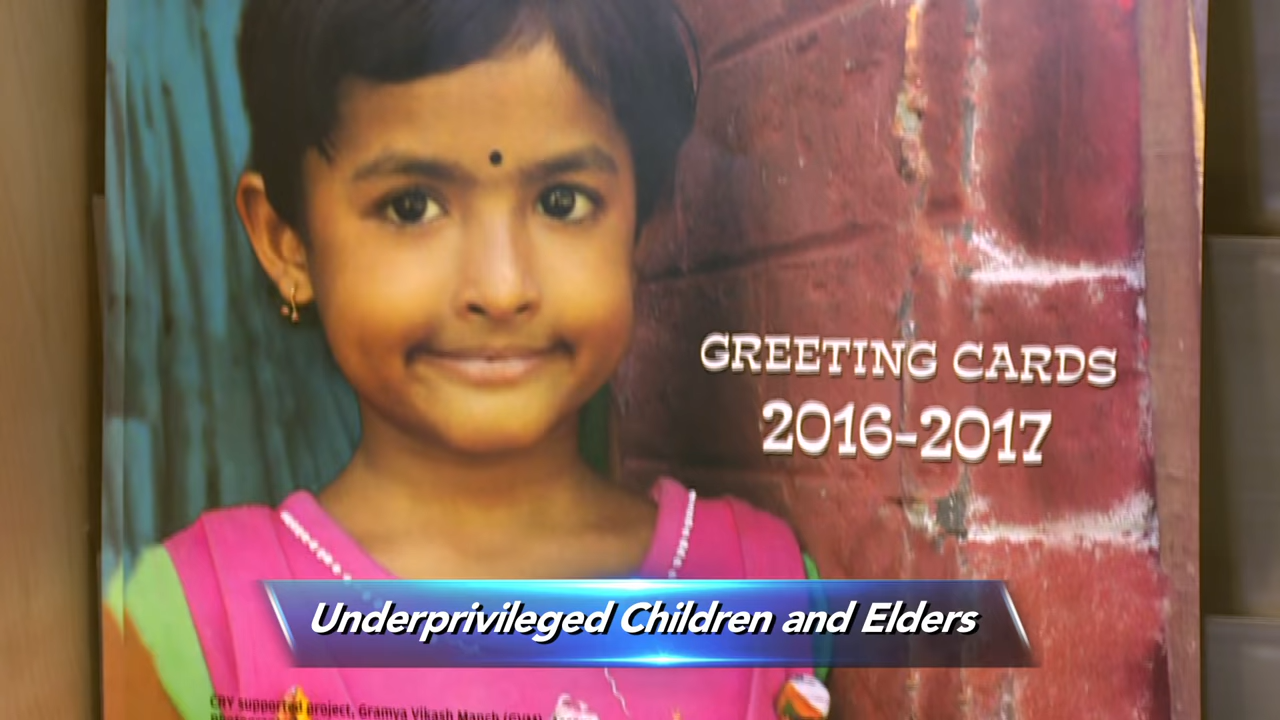 GREETING CARDS
2016-2017
Underprivileged Children and Elders
CRY supported project, Gramya Vikash Manch (GVM),